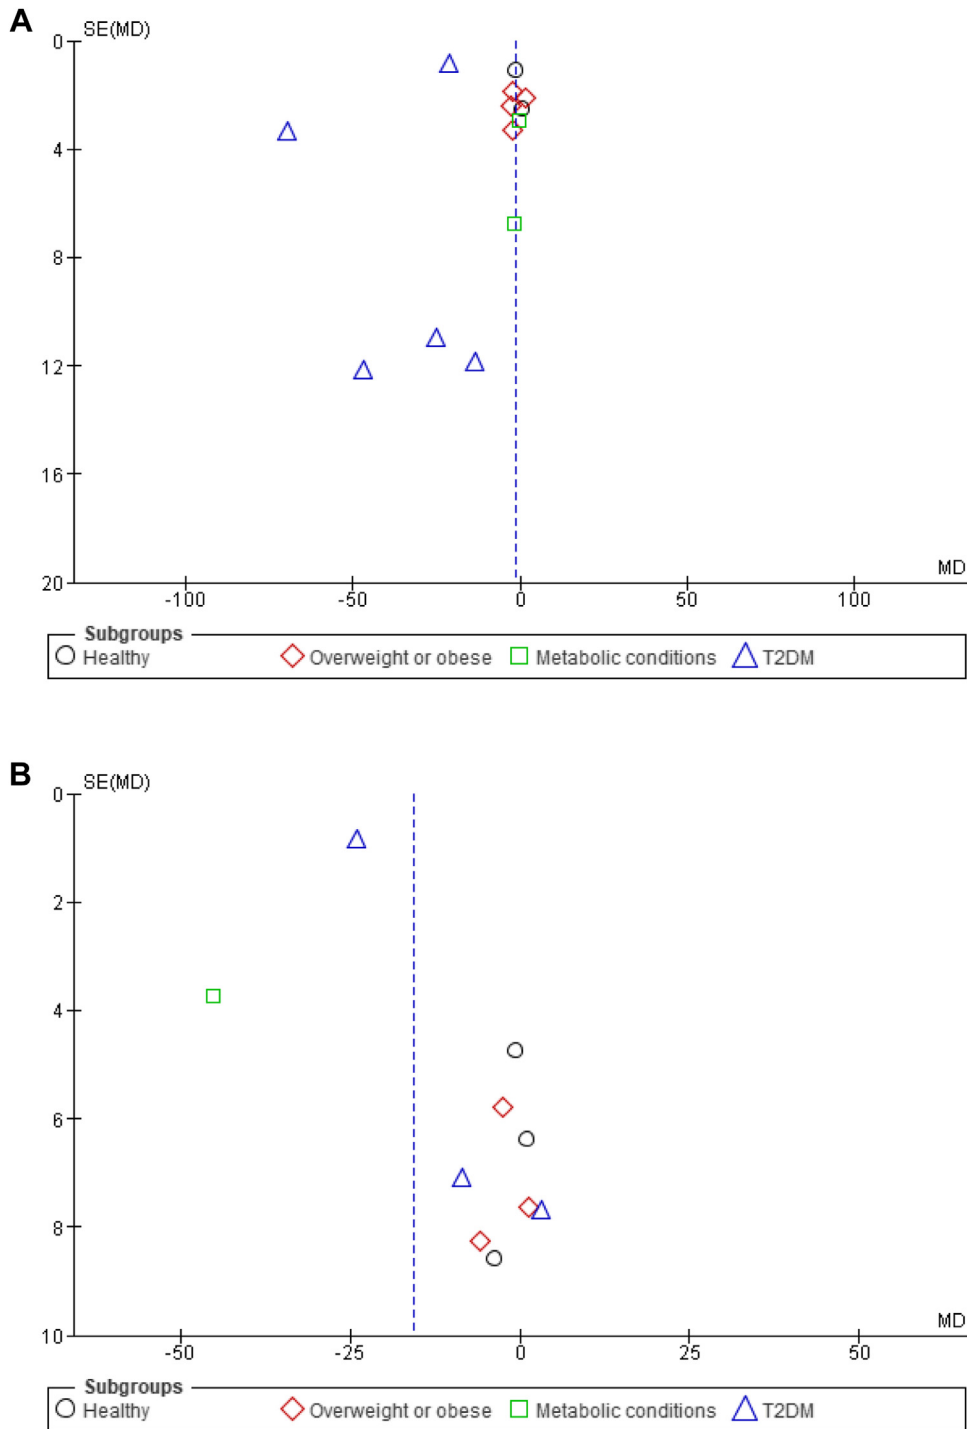 A
SE(MD)
0
4
8
12
16
20
MD
-100 -50 0 50 100
Subgroups
Healthy Overweight or obese Metabolic conditions T2DM
B
SE(MD)
0
2
4
6
8
10
MD
-50 -25 0 25 50
Subgroups
Healthy Overweight or obese Metabolic conditions T2DM